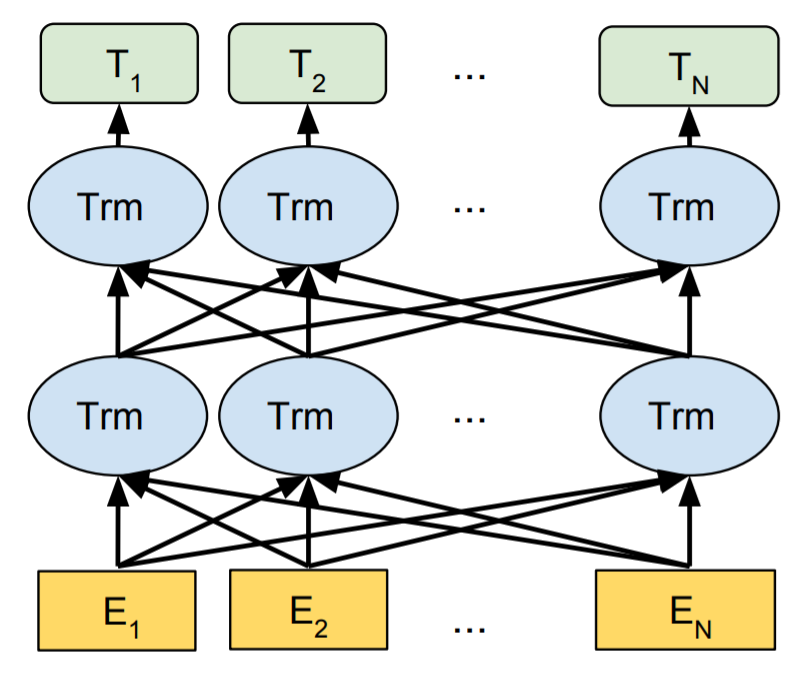 T1 T2 ... TN
Trm Trm ... Trm
Trm Trm ... Trm
E1 E2 ... EN